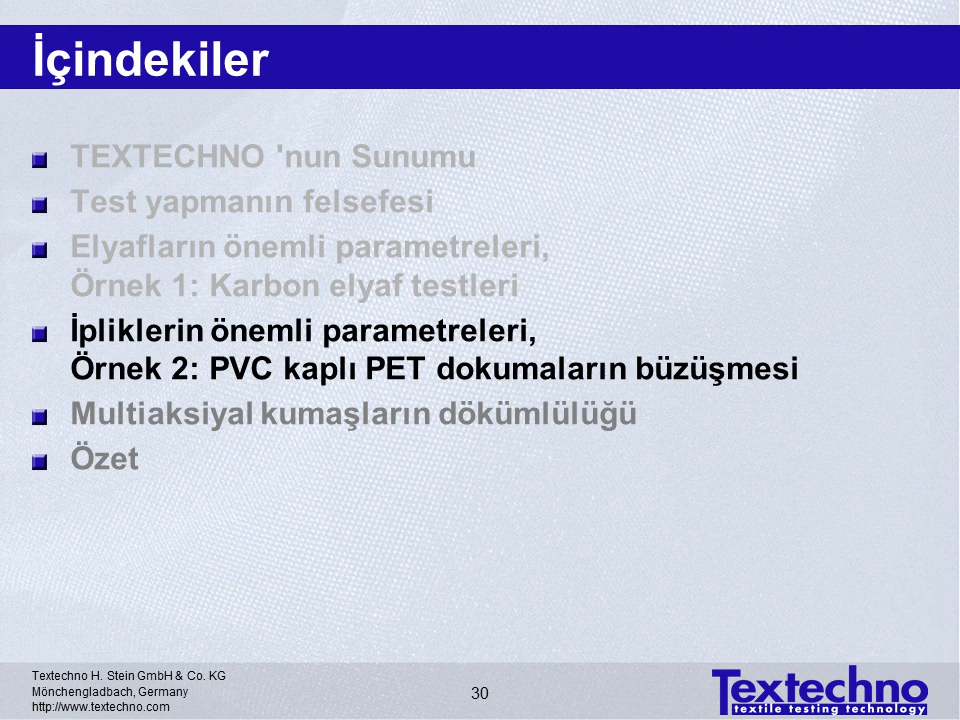 İçindekiler
TEXTECHNO 'nun Sunumu
Test yapmanın felsefesi
Elyafların önemli parametreleri,
Örnek 1: Karbon elyaf testleri
İpliklerin önemli parametreleri,
Örnek 2: PVC kaplı PET dokumaların büzüşmesi
Multiaksiyal kumaşların dökümlülüğü
Özet
Textechno H. Stein GmbH & Co. KG
Mönchengladbach, Germany
http://www.textechno.com
30
Textechno
textile testing technology